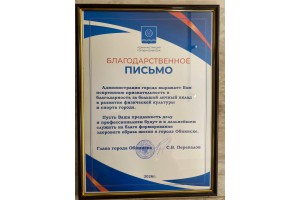 БЛАГОДАРСТВЕННОЕ
ПИСЬМО
Администрация города выражает Вам
искреннюю признательность и
благодарность за большой личный вклад
в развитие физической культуры
и спорта города.
Пусть Ваша преданность делу
и профессионализм будут и в дальнейшем
служить на благо формирования
здорового образа жизни в городе Обнинске.
Глава города Обнинска